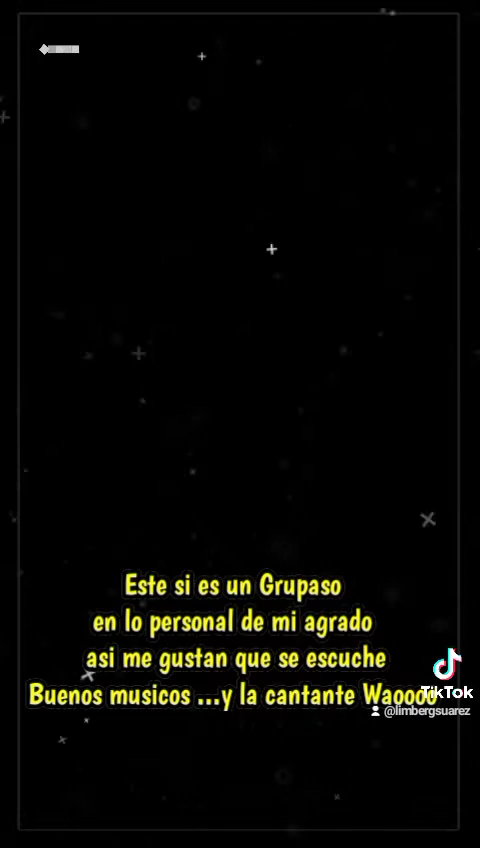 Este si es un Grupaso
en lo personal de mi agrado
asi me gustan que se escuche
Buenos musicos ...y la cantante Waoooo
TikTok
@limbergsuarez